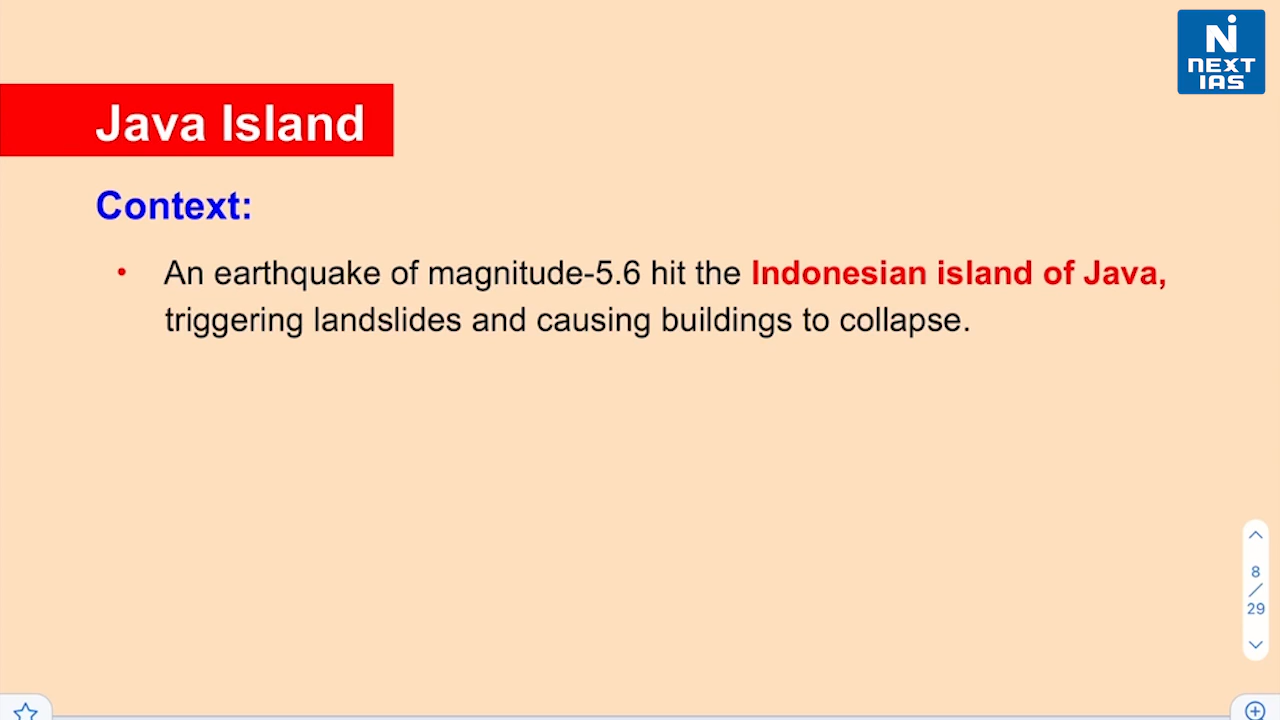 NEXT
IAS
Java Island
Context:
• An earthquake of magnitude-5.6 hit the Indonesian island of Java,
triggering landslides and causing buildings to collapse.
8
/
29